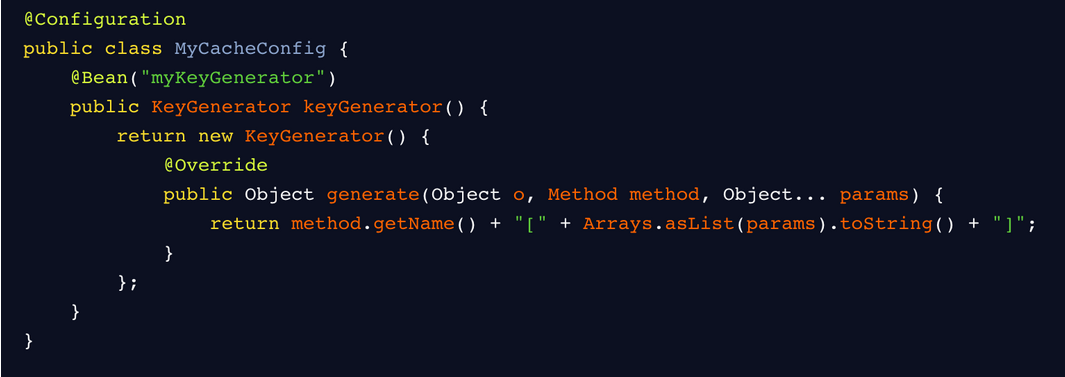 @Configuration
public class MyCacheConfig {
    @Bean("myKeyGenerator")
    public KeyGenerator keyGenerator() {
        return new KeyGenerator() {
            @Override
            public Object generate(Object o, Method method, Object... params) {
                return method.getName() + "[" + Arrays.asList(params).toString() + "]";
            }
        };
    }
}